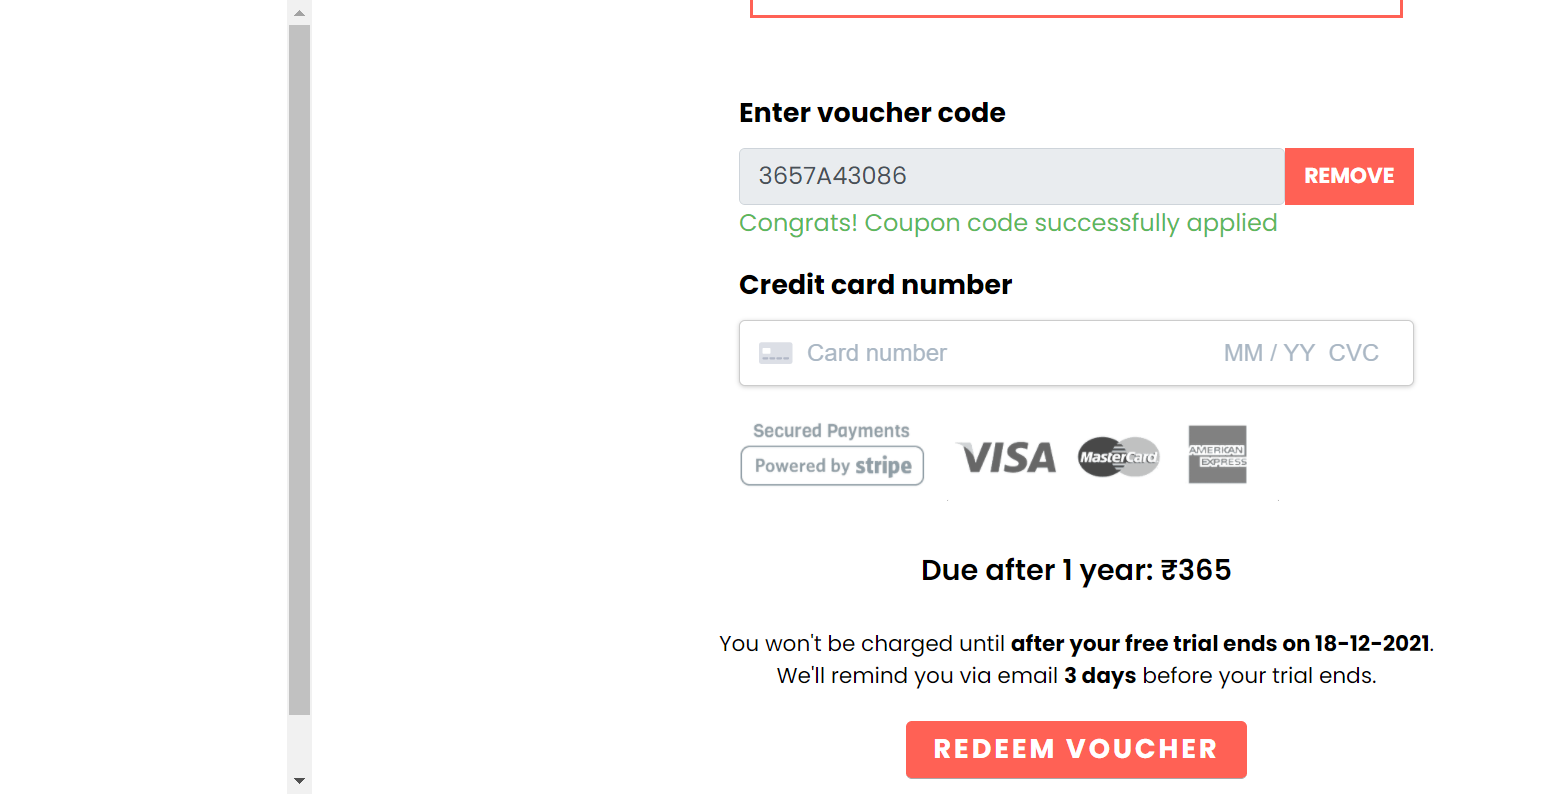 Enter voucher code
3657A43086 REMOVE
Congrats! Coupon code successfully applied
Credit card number
Card number MM / YY CVC
Secured Payments
Powered by stripe VISA MasterCard AMERICAN
EXPRESS
Due after 1 year: ₹365
You won't be charged until after your free trial ends on 18-12-2021.
We'll remind you via email 3 days before your trial ends.
REDEEM VOUCHER